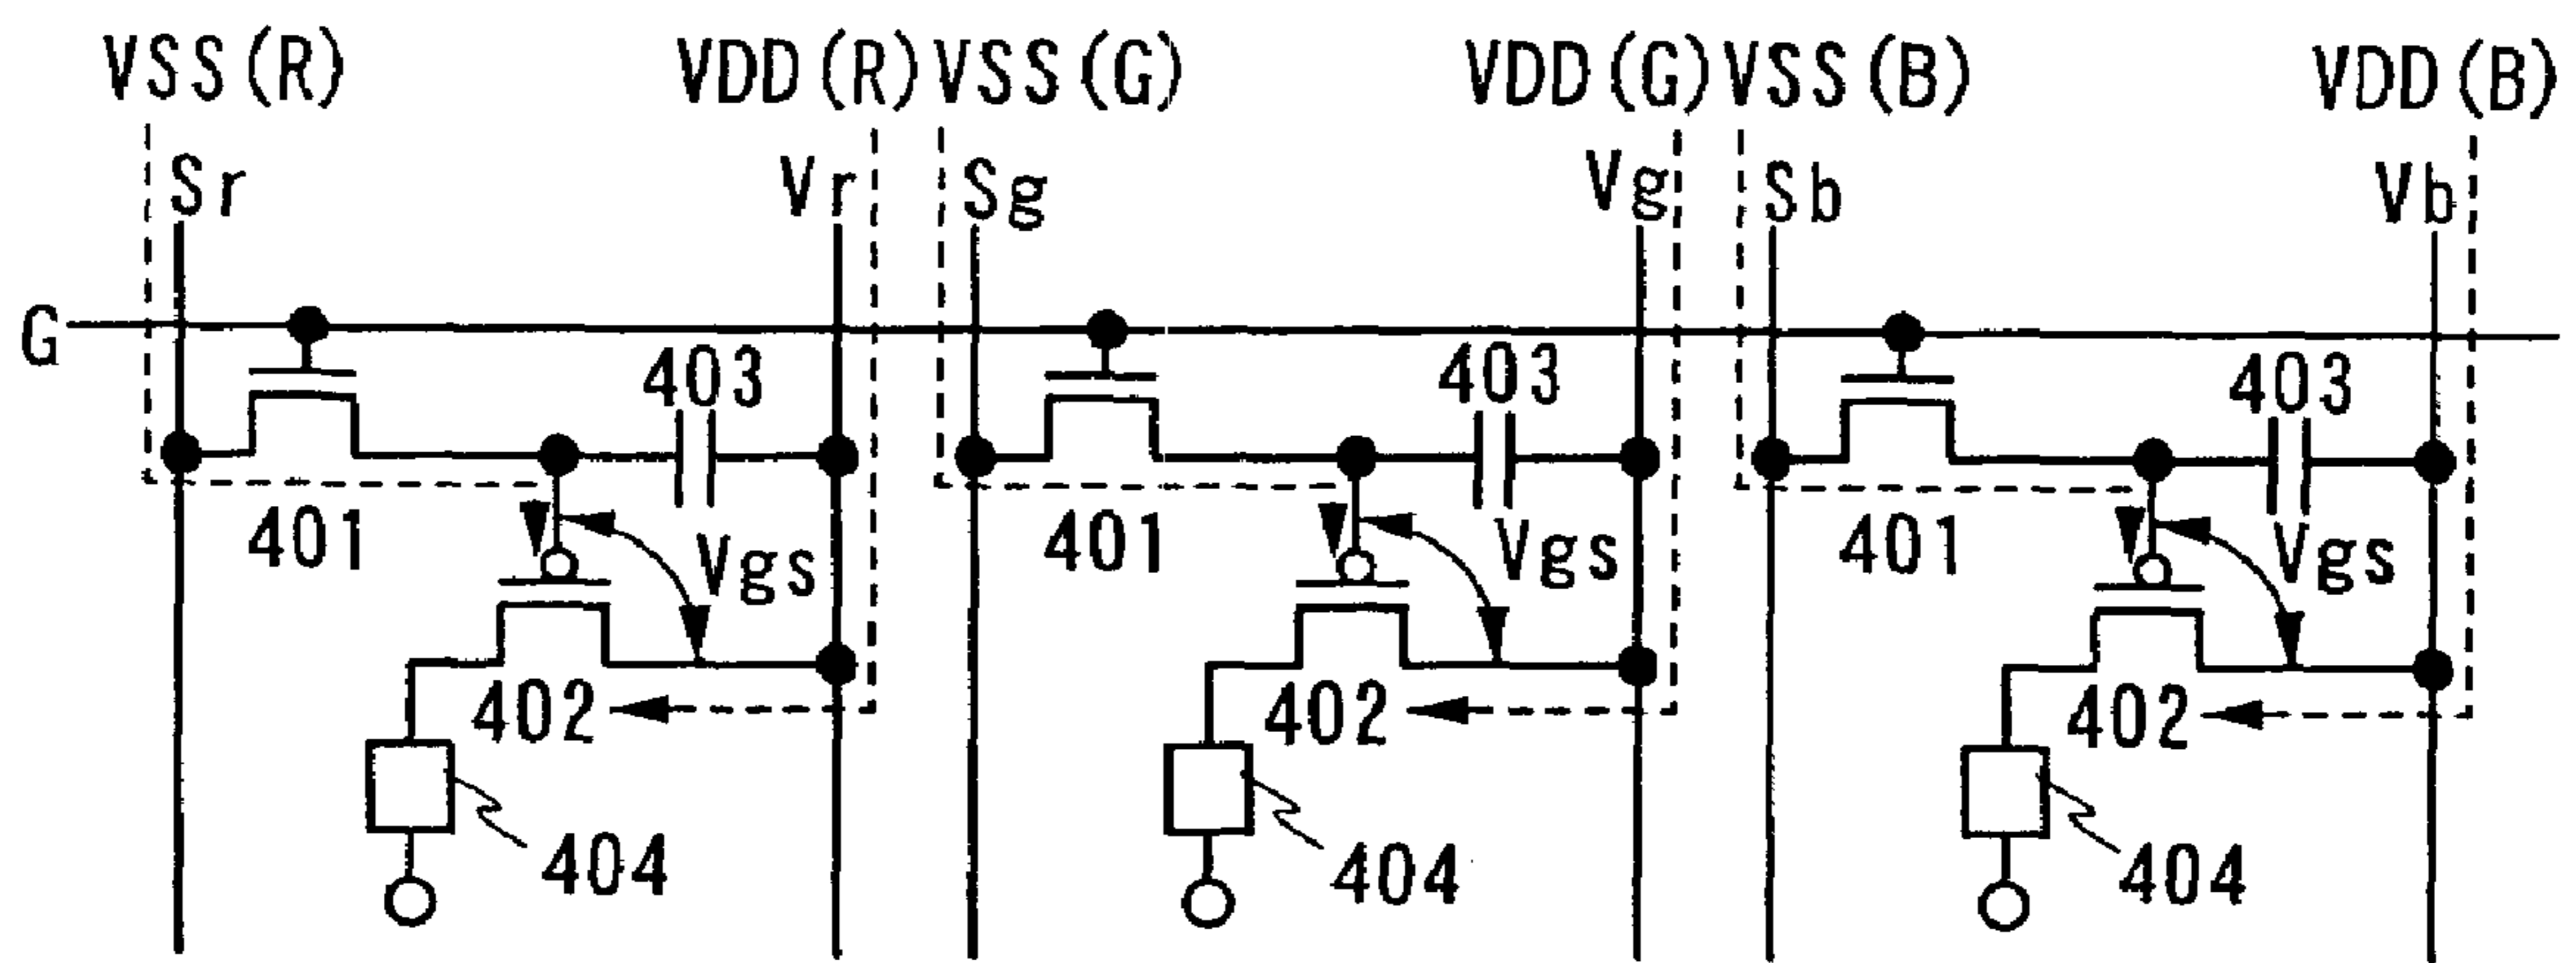 VSS(R) VDD(R) VSS(G) VDD(G) VSS(B) VDD(B)
Sr Vr Sg Vg Sb Vb
G
403 403 403
401 Vgs 401 Vgs 401 Vgs
402 402 402
404 404 404